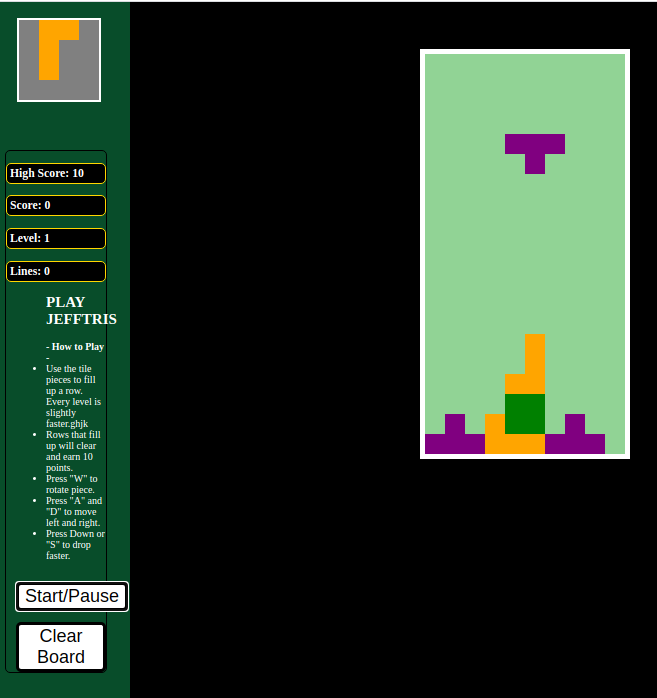 High Score: 10
Score: 0
Level: 1
Lines: 0
PLAY
JEFFTRIS
- How to Play
-
Use the tile
pieces to fill
up a row.
Every level is
slightly
faster.ghjk
Rows that fill
up will clear
and earn 10
points.
Press "W" to
rotate piece.
Press "A" and
"D" to move
left and right.
Press Down or
"S" to drop
faster.
Start/Pause
Clear
Board